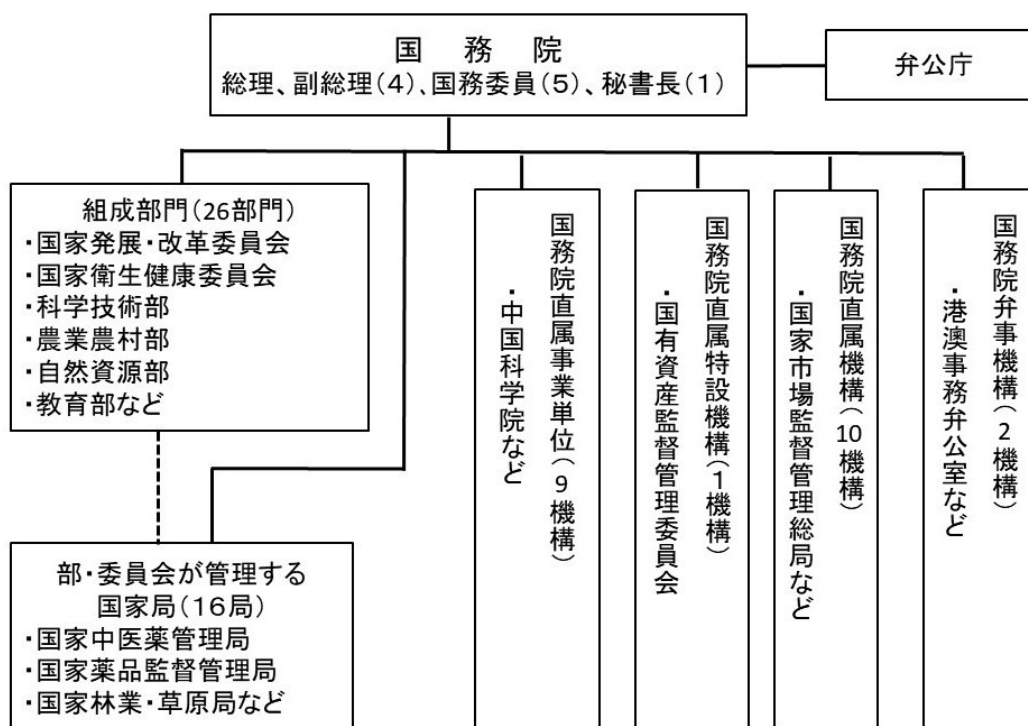 国　務　院
総理、副総理(4)、国務委員(5)、秘書長(1)
弁公庁
組成部門(26部門)
・国家発展・改革委員会
・国家衛生健康委員会
・科学技術部
・農業農村部
・自然資源部
・教育部など
部・委員会が管理する
国家局(16局)
・国家中医薬管理局
・国家薬品監督管理局
・国家林業・草原局など
国務院直属事業単位(9機構)
・中国科学院など
国務院直属特設機構(1機構)
・国有資産監督管理委員会
国務院直属機構(10機構)
・国家市場監督管理総局など
国務院弁事機構(2機構)
・港澳事務弁公室など